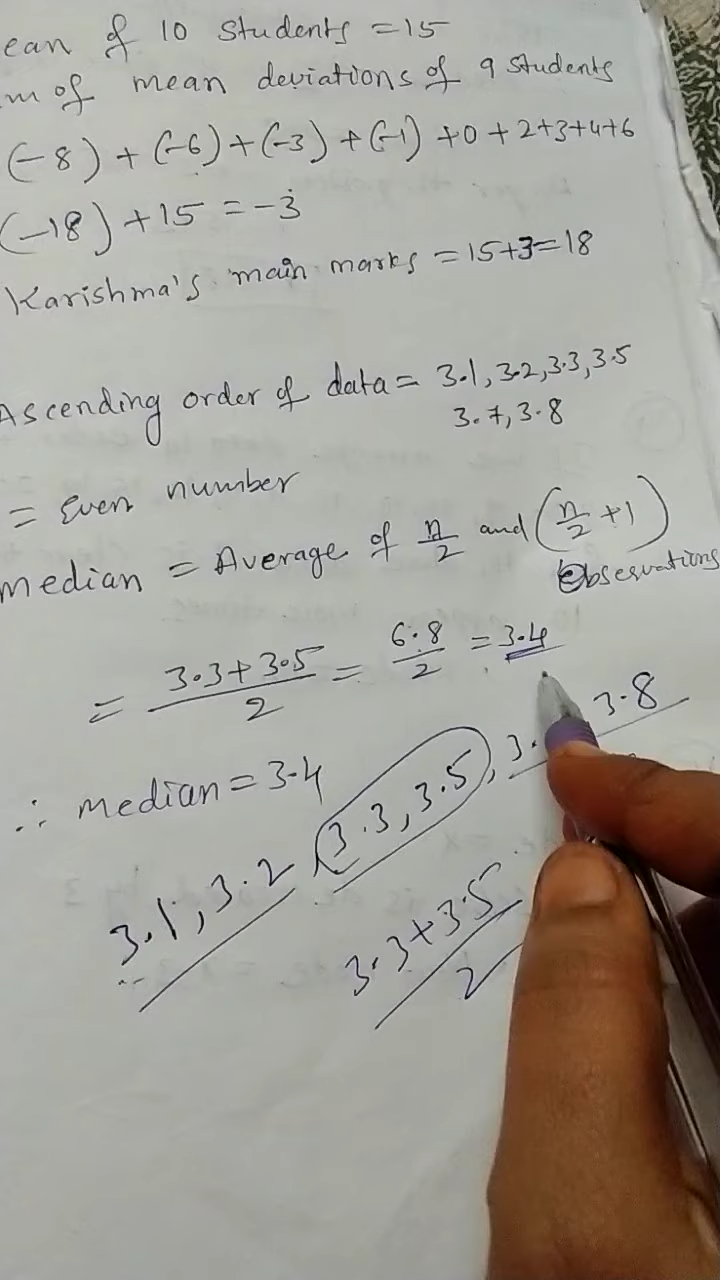 ean of 10 students = 15
m of mean deviations of 9 students
(-8) + (-6) + (-3) + (-1) + 0 + 2+3+4+6
(-18) + 15 = -3
Karishma's main marks = 15+3=18
Ascending order of data = 3.1, 3.2, 3.3, 3.5
3.7, 3.8
= Even number
median = Average of n/2 and (n/2 + 1)
Observations
= 3.3 + 3.5 / 2 = 6.8 / 2 = 3.4
∴ median = 3.4
3.1, 3.2, 3.3, 3.5, 3. 3.8
3.3 + 3.5 / 2